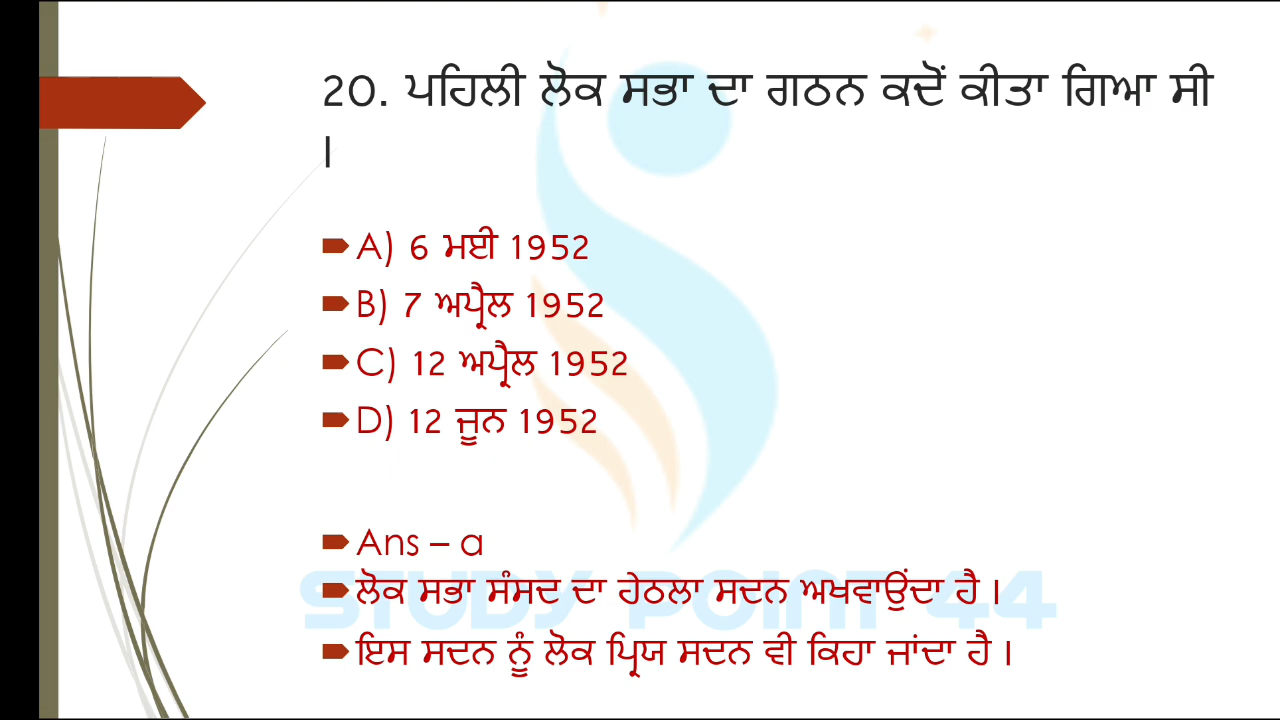 20. ਪਹਿਲੀ ਲੋਕ ਸਭਾ ਦਾ ਗਠਨ ਕਦੋਂ ਕੀਤਾ ਗਿਆ ਸੀ
।
A) 6 ਮਈ 1952
B) 7 ਅਪ੍ਰੈਲ 1952
C) 12 ਅਪ੍ਰੈਲ 1952
D) 12 ਜੂਨ 1952
Ans – a
ਲੋਕ ਸਭਾ ਸੰਸਦ ਦਾ ਹੇਠਲਾ ਸਦਨ ਅਖਵਾਉਂਦਾ ਹੈ ।
STUDY POINT 44
ਇਸ ਸਦਨ ਨੂੰ ਲੋਕ ਪ੍ਰਿਯ ਸਦਨ ਵੀ ਕਿਹਾ ਜਾਂਦਾ ਹੈ ।